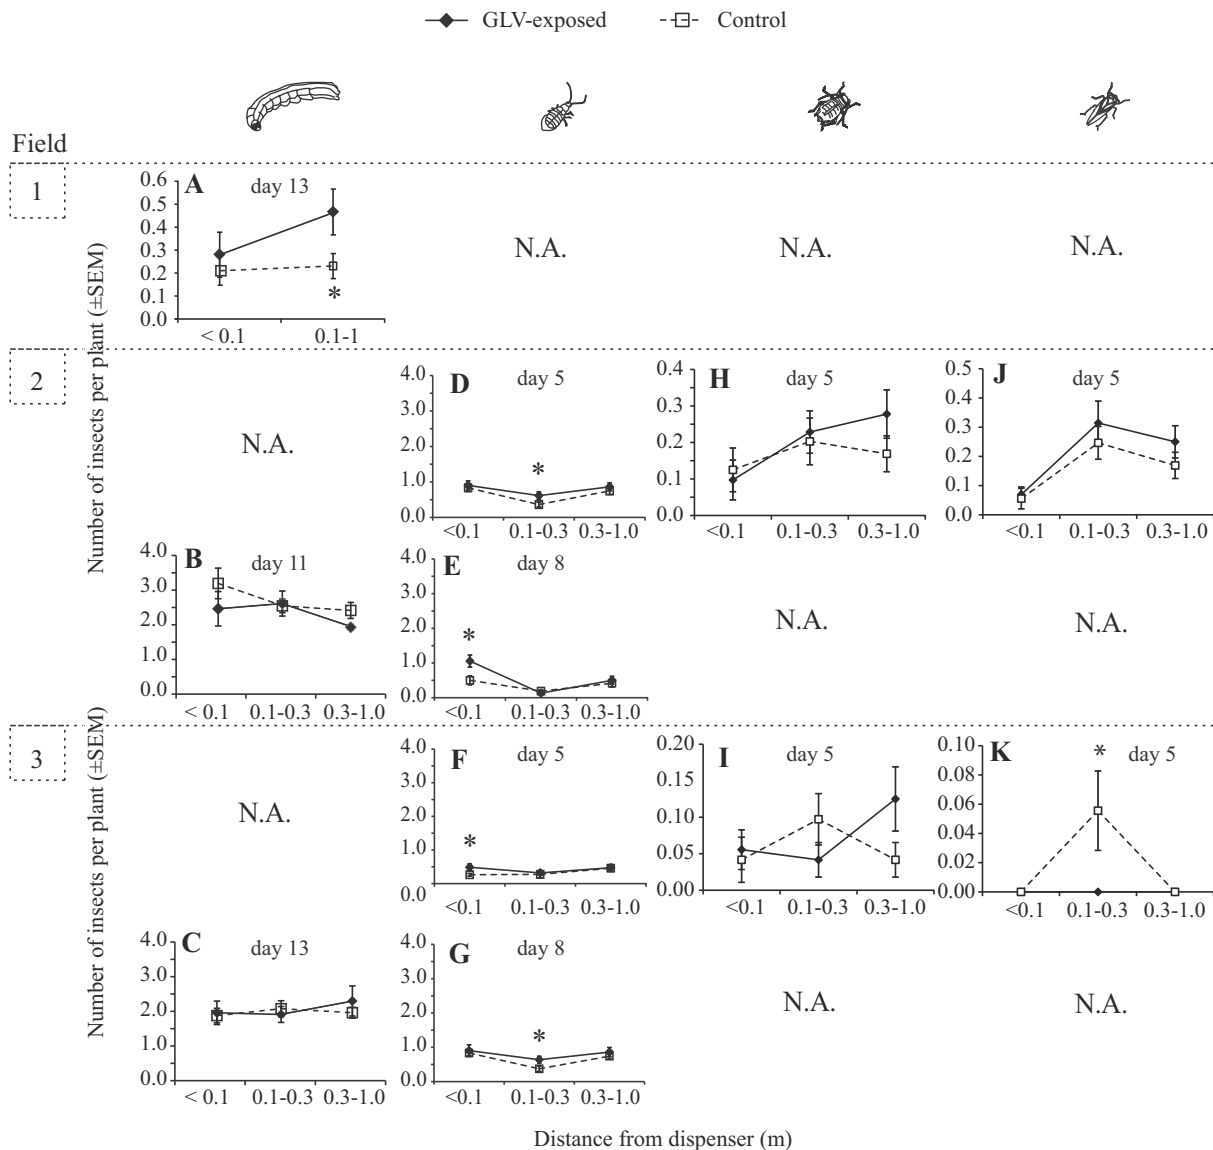 GLV-exposed Control
Field
1
Number of insects per plant (±SEM)
A day 13
0.6
0.5
0.4
0.3
0.2
0.1
0.0
*
< 0.1 0.1-1
N.A. N.A. N.A.
2
N.A.
D day 5
4.0
3.0
2.0
1.0
0.0
*
<0.1 0.1-0.3 0.3-1.0
H day 5
0.4
0.3
0.2
0.1
0.0
<0.1 0.1-0.3 0.3-1.0
J day 5
0.5
0.4
0.3
0.2
0.1
0.0
<0.1 0.1-0.3 0.3-1.0
B day 11
4.0
3.0
2.0
1.0
0.0
< 0.1 0.1-0.3 0.3-1.0
E day 8
4.0
3.0
2.0
1.0
0.0
*
<0.1 0.1-0.3 0.3-1.0
N.A. N.A.
3
Number of insects per plant (±SEM)
N.A.
F day 5
4.0
3.0
2.0
1.0
0.0
*
<0.1 0.1-0.3 0.3-1.0
I day 5
0.20
0.15
0.10
0.05
0.00
<0.1 0.1-0.3 0.3-1.0
K * day 5
0.10
0.08
0.06
0.04
0.02
0.00
<0.1 0.1-0.3 0.3-1.0
C day 13
4.0
3.0
2.0
1.0
0.0
< 0.1 0.1-0.3 0.3-1.0
G day 8
4.0
3.0
2.0
1.0
0.0
*
<0.1 0.1-0.3 0.3-1.0
N.A. N.A.
Distance from dispenser (m)